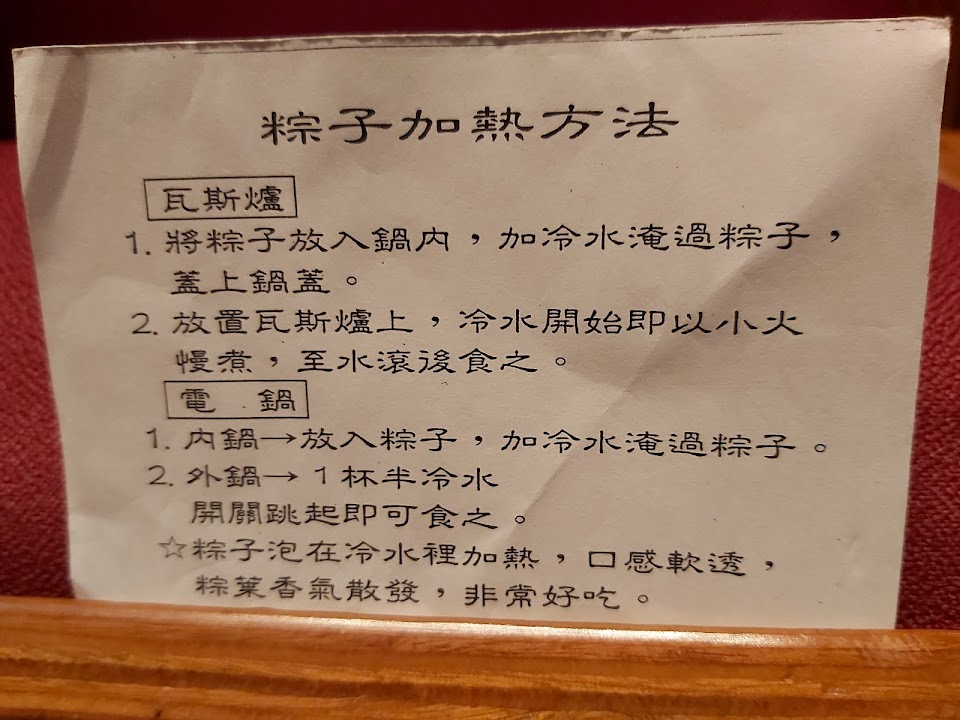 粽子加熱方法
瓦斯爐
1. 將粽子放入鍋內，加冷水淹過粽子，
蓋上鍋蓋。
2. 放置瓦斯爐上，冷水開始即以小火
慢煮，至水滾後食之。
電 鍋
1. 內鍋→放入粽子，加冷水淹過粽子。
2. 外鍋→1杯半冷水
開關跳起即可食之。
☆粽子泡在冷水裡加熱，口感軟透，
粽葉香氣散發，非常好吃。